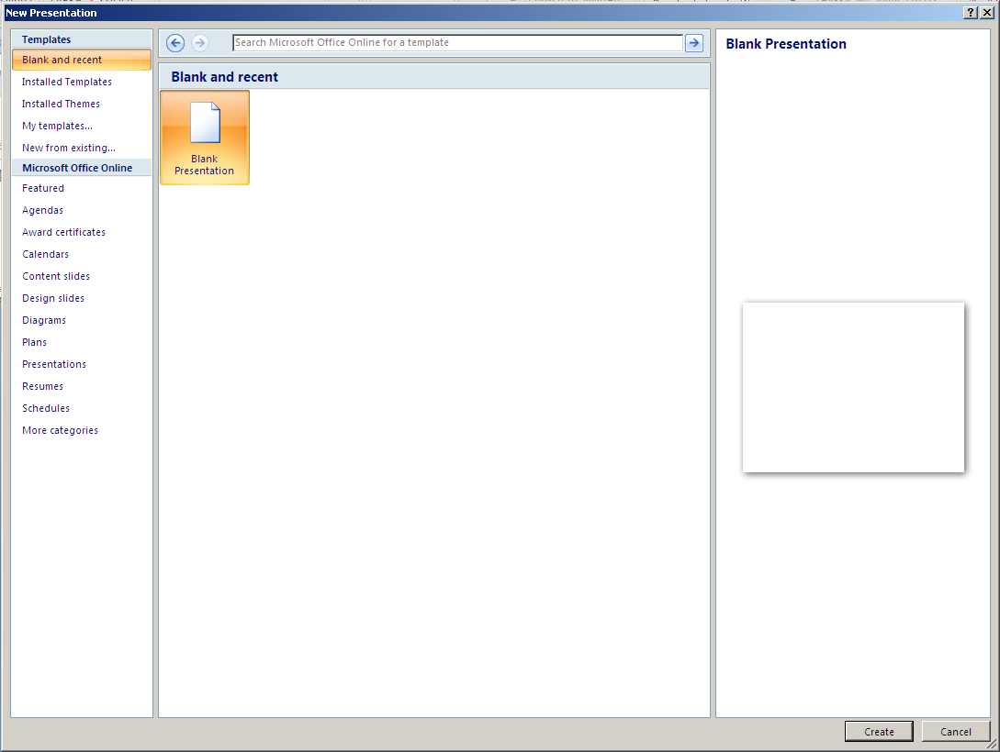 New Presentation
Templates
Blank and recent
Installed Templates
Installed Themes
My templates...
New from existing...
Microsoft Office Online
Featured
Agendas
Award certificates
Calendars
Content slides
Design slides
Diagrams
Plans
Presentations
Resumes
Schedules
More categories
Search Microsoft Office Online for a template
Blank and recent
Blank
Presentation
Blank Presentation
Create
Cancel